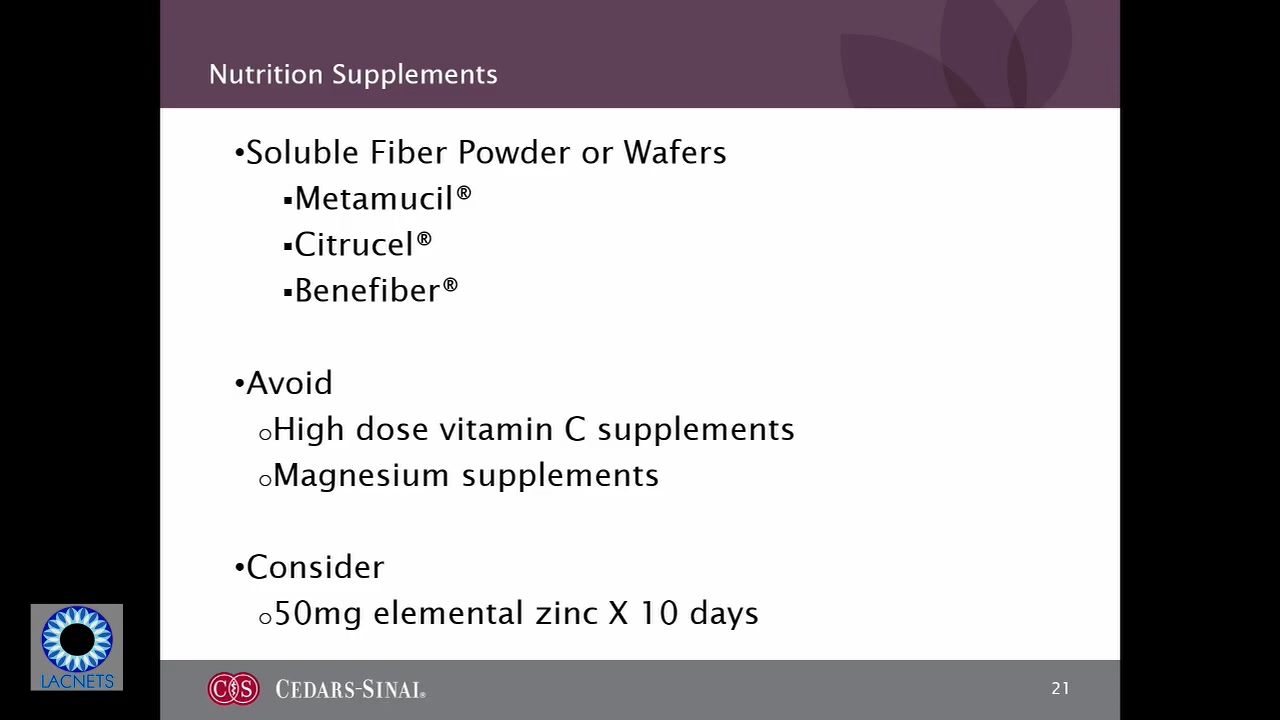 Nutrition Supplements
•Soluble Fiber Powder or Wafers
▪Metamucil®
▪Citrucel®
▪Benefiber®
•Avoid
oHigh dose vitamin C supplements
oMagnesium supplements
•Consider
o50mg elemental zinc X 10 days
LACNETS
CS CEDARS-SINAI®
21